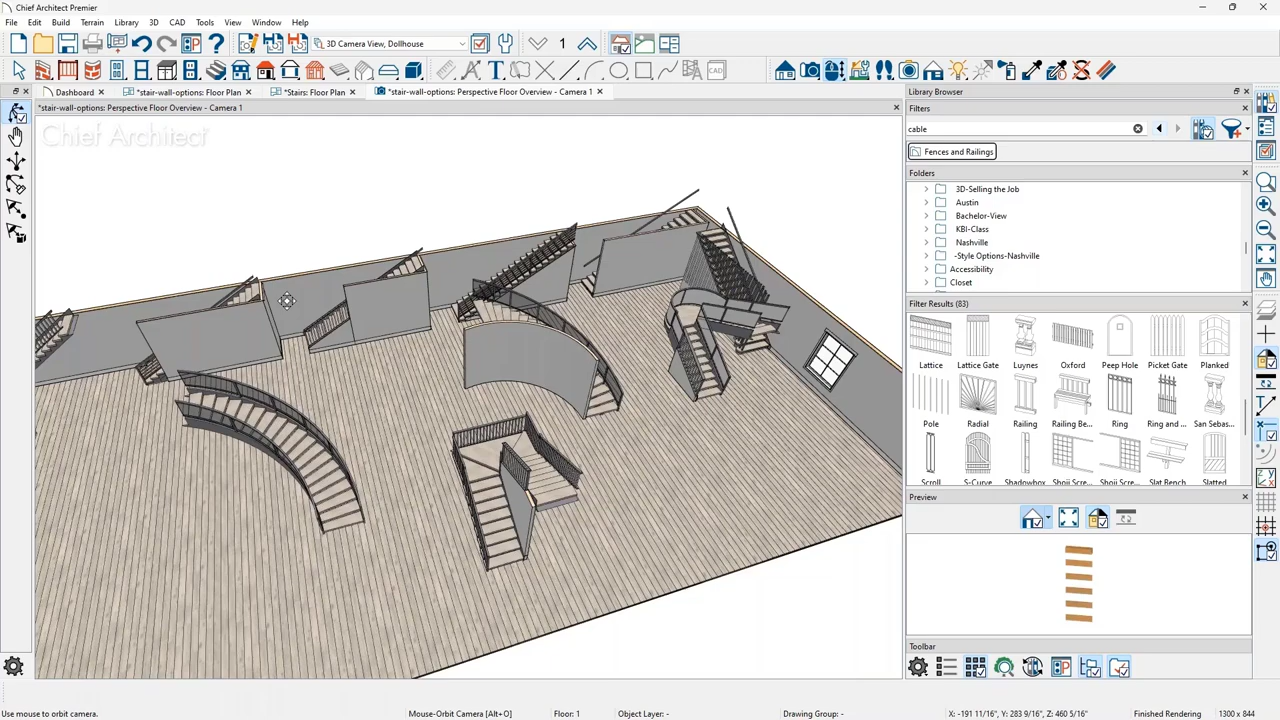 Chief Architect Premier
File Edit Build Terrain Library 3D CAD Tools View Window Help
3D Camera View, Dollhouse
1
CAD
Dashboard
*stair-wall-options: Floor Plan
*Stairs: Floor Plan
*stair-wall-options: Perspective Floor Overview - Camera 1
*stair-wall-options: Perspective Floor Overview - Camera 1
Chief Architect
Library Browser
Filters
cable
Fences and Railings
Folders
3D-Selling the Job
Austin
Bachelor-View
KBI-Class
Nashville
-Style Options-Nashville
Accessibility
Closet
Filter Results (83)
Lattice Lattice Gate Luynes Oxford Peep Hole Picket Gate Planked
Pole Radial Railing Railing Be... Ring Ring and ... San Sebas...
Scroll S-Curve Shadowbox Shoji Scre... Shoji Scre... Slat Bench Slatted
Preview
Toolbar
Use mouse to orbit camera.
Mouse-Orbit Camera [Alt+O]
Floor: 1
Object Layer: -
Drawing Group: -
X: -191 11/16", Y: 283 9/16", Z: 460 5/16"
Finished Rendering
1300 x 844